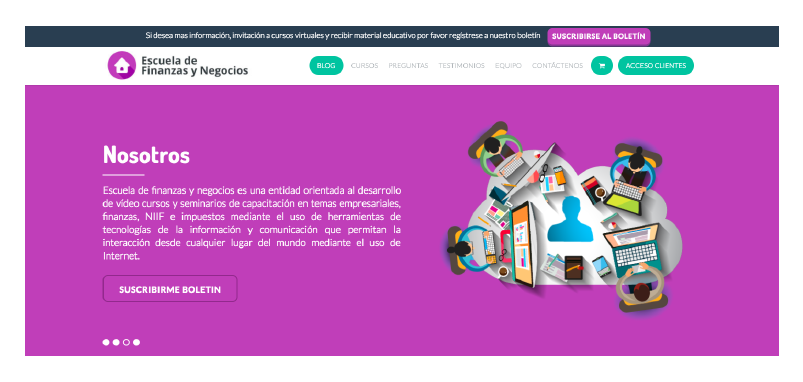 Si desea mas información, invitación a cursos virtuales y recibir material educativo por favor regístrese a nuestro boletín
SUSCRIBIRSE AL BOLETÍN
Escuela de
Finanzas y Negocios
BLOG
CURSOS
PREGUNTAS
TESTIMONIOS
EQUIPO
CONTÁCTENOS
ACCESO CLIENTES
Nosotros
Escuela de finanzas y negocios es una entidad orientada al desarrollo
de vídeo cursos y seminarios de capacitación en temas empresariales,
finanzas, NIIF e impuestos mediante el uso de herramientas de
tecnologías de la información y comunicación que permitan la
interacción desde cualquier lugar del mundo mediante el uso de
Internet.
SUSCRIBIRME BOLETIN